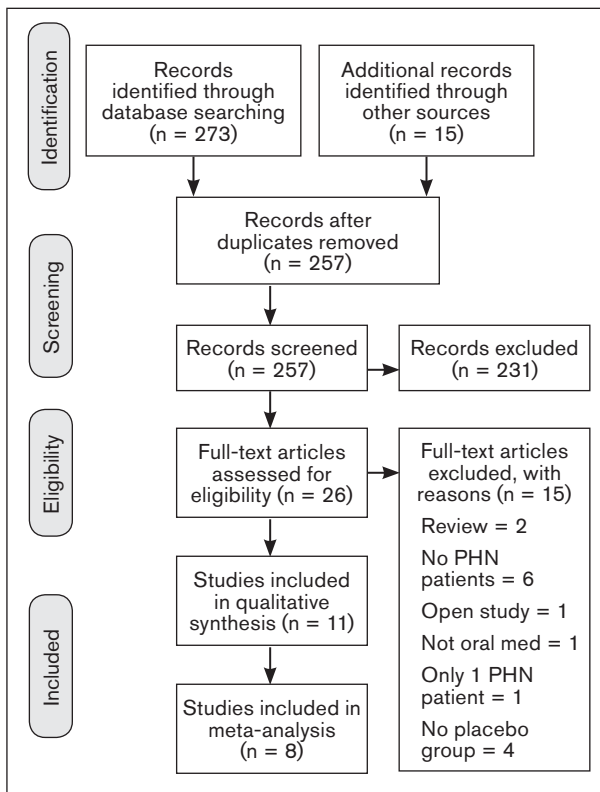 Identification
Records
identified through
database searching
(n = 273)
Additional records
identified through
other sources
(n = 15)
Records after
duplicates removed
(n = 257)
Screening
Records screened
(n = 257)
Records excluded
(n = 231)
Eligibility
Full-text articles
assessed for
eligibility (n = 26)
Full-text articles
excluded, with
reasons (n = 15)
Review = 2
No PHN
patients = 6
Open study = 1
Not oral med = 1
Only 1 PHN
patient = 1
No placebo
group = 4
Studies included
in qualitative
synthesis (n = 11)
Included
Studies included in
meta-analysis
(n = 8)